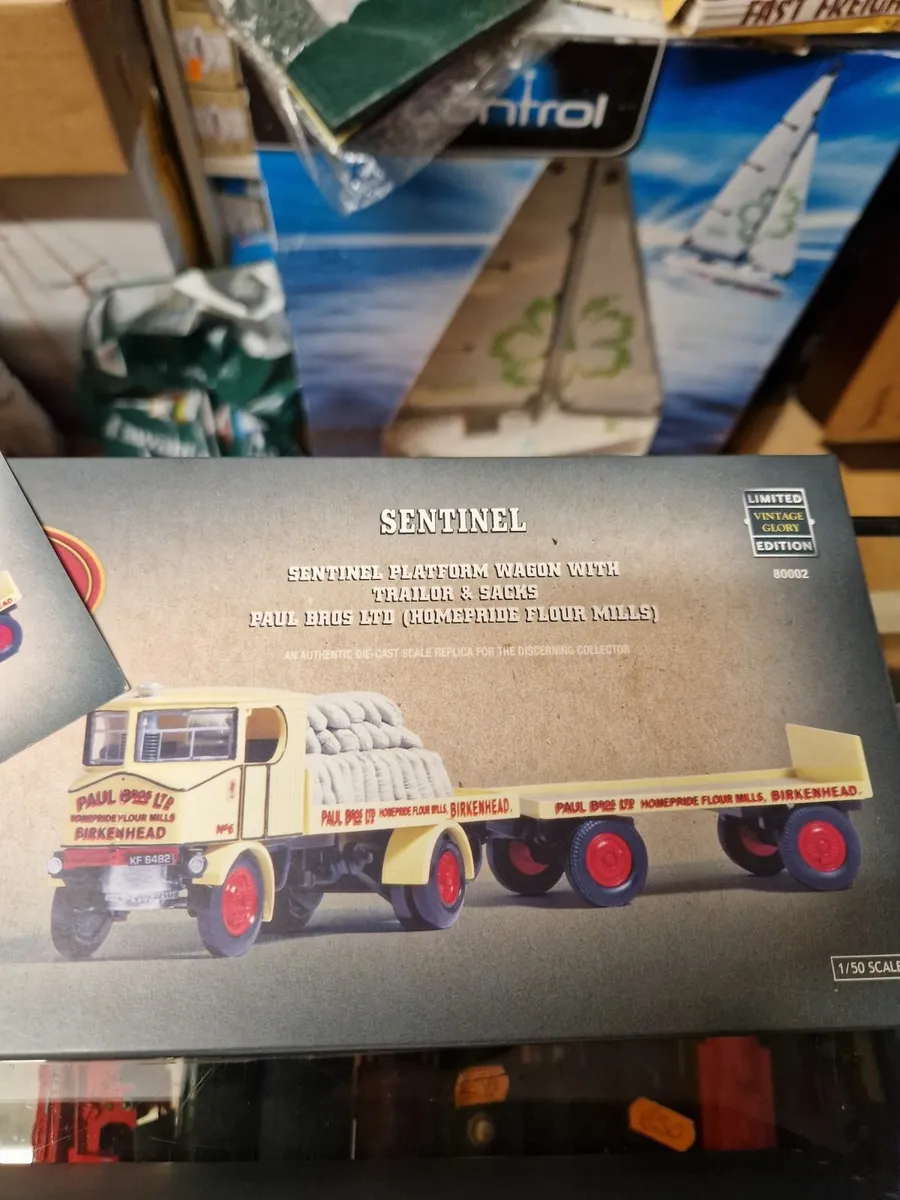 FAST FREIGH
ntrol
SENTINEL
LIMITED
VINTAGE
GLORY
EDITION
80002
SENTINEL PLATFORM WAGON WITH
TRAILOR & SACKS
PAUL BROS LTD (HOMEPRIDE FLOUR MILLS)
AN AUTHENTIC DIE-CAST SCALE REPLICA FOR THE DISCERNING COLLECTOR
PAUL BROS LTD
HOMEPRIDE FLOUR MILLS
BIRKENHEAD
No6
KF 6482
PAUL BROS LTD HOMEPRIDE FLOUR MILLS, BIRKENHEAD.
PAUL BROS LTD HOMEPRIDE FLOUR MILLS, BIRKENHEAD.
1/50 SCALE